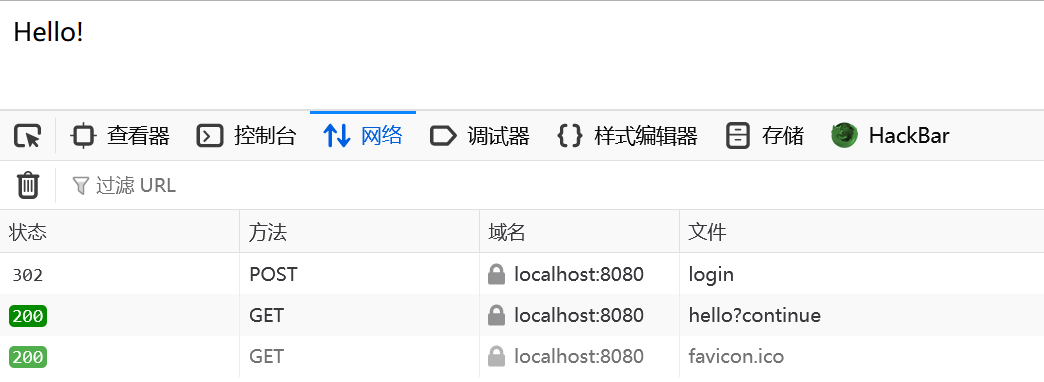 Hello!
查看器 控制台 网络 调试器 样式编辑器 存储 HackBar
过滤 URL
状态 方法 域名 文件
302 POST localhost:8080 login
200 GET localhost:8080 hello?continue
200 GET localhost:8080 favicon.ico